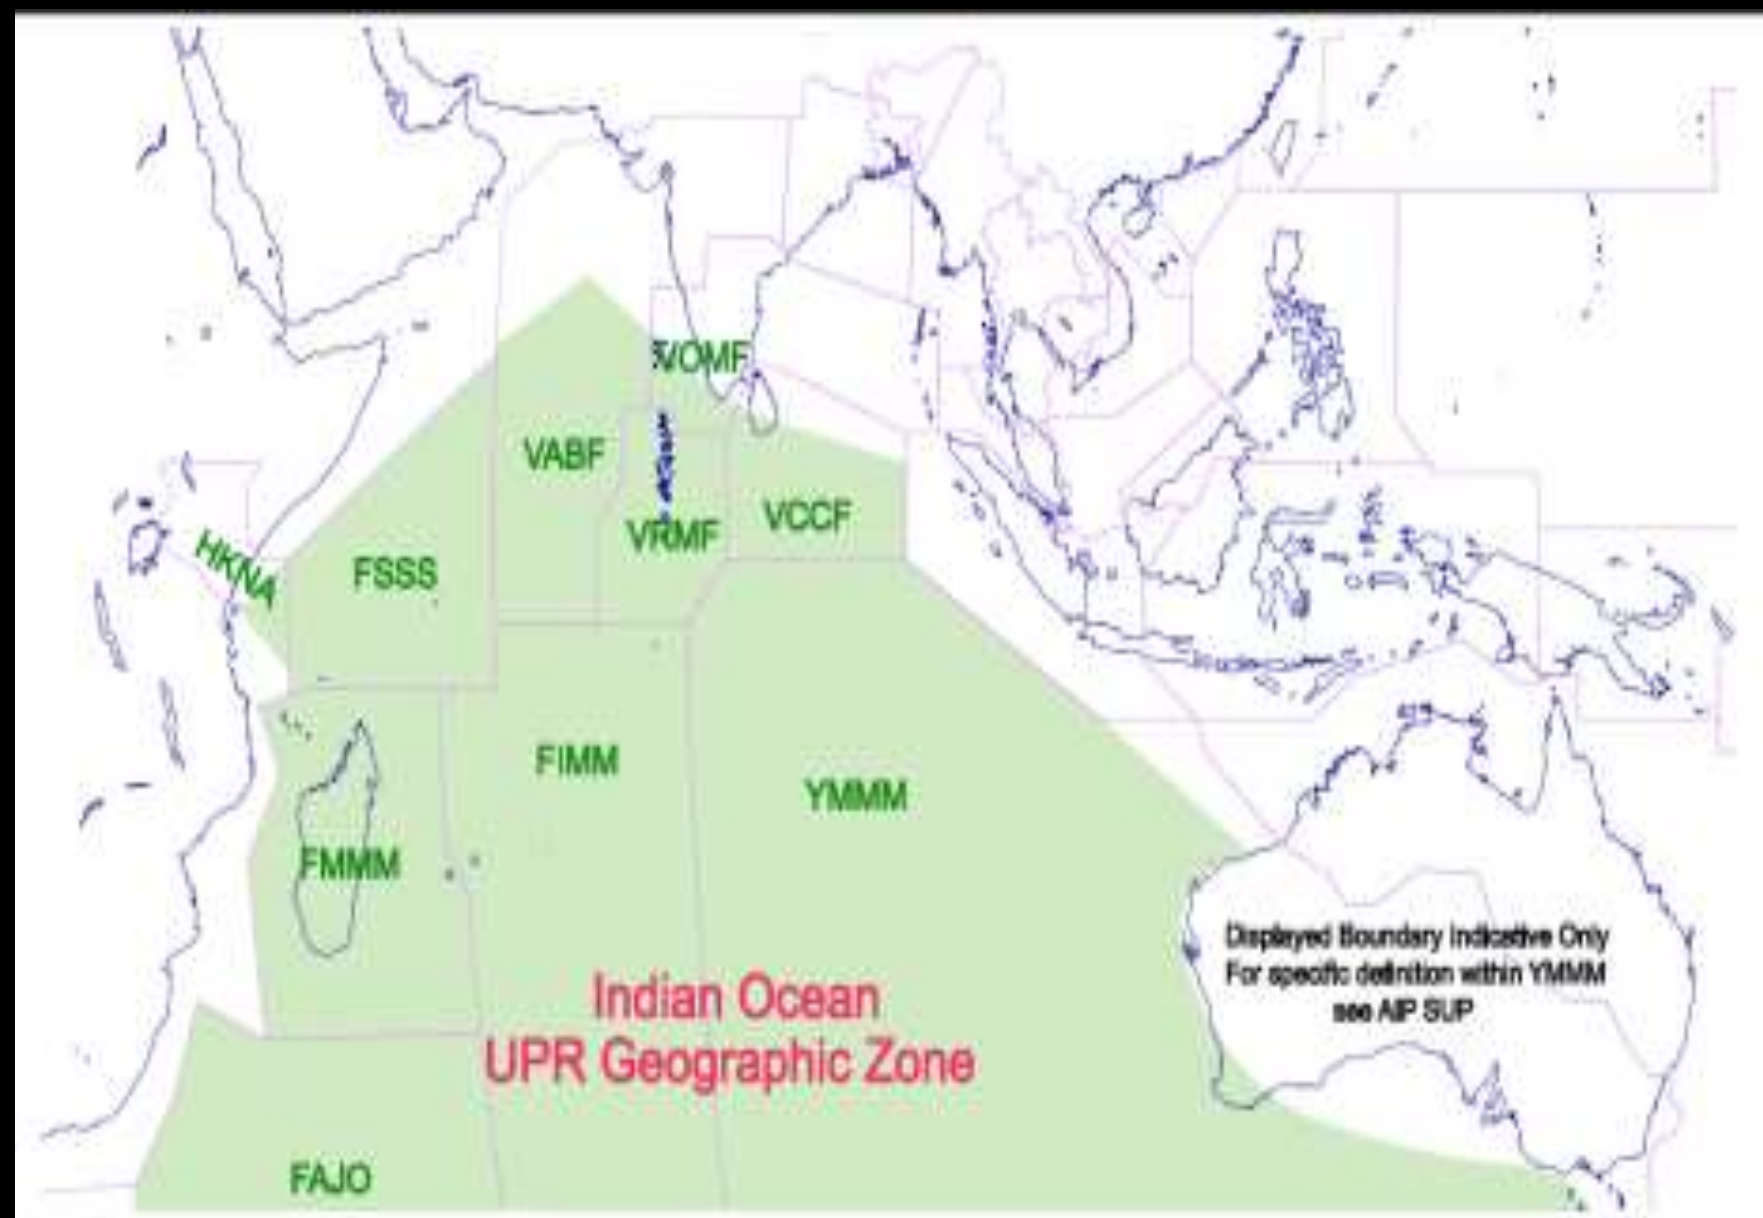 VOMF
VABF
VCCF
VRMF
HKNA
FSSS
FIMM
YMMM
FMMM
Displayed Boundary Indicative Only
For specific definition within YMMM
see AIP SUP
Indian Ocean
UPR Geographic Zone
FAJO